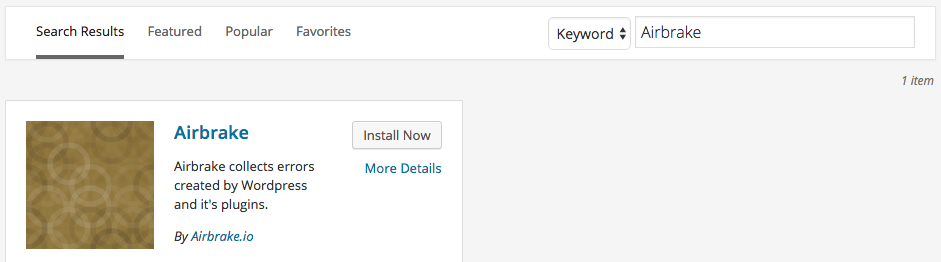 Search Results Featured Popular Favorites Keyword Airbrake
1 item
Airbrake Install Now
Airbrake collects errors More Details
created by Wordpress
and it's plugins.
By Airbrake.io